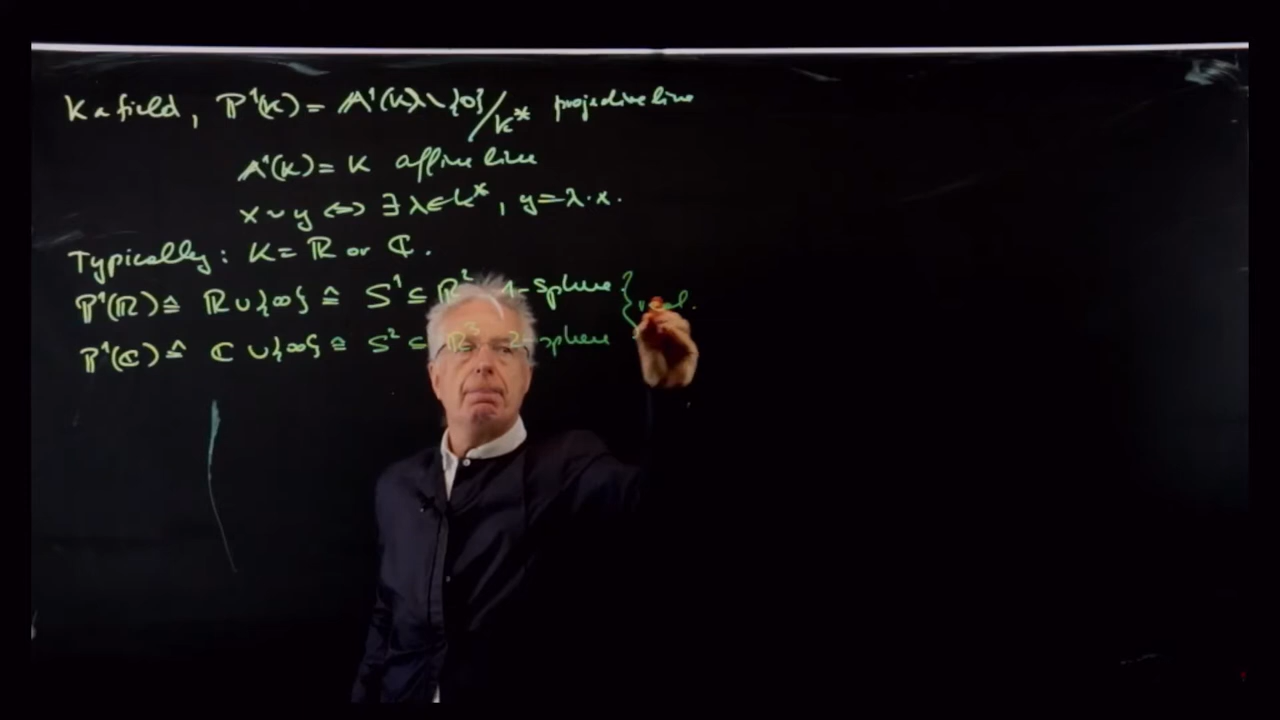 K a field, P¹(K) = A¹(K)\{0}/K* projective line
A¹(K) = K affine line
x ~ y ⇔ ∃ λ ∈ K*, y = λ·x.
Typically: K = ℝ or ℂ.
P¹(ℝ) ≙ ℝ ∪ {∞} ≙ S¹ ⊆ ℝ² 1-sphere } real.
P¹(ℂ) ≙ ℂ ∪ {∞} ≅ S² ⊆ ℝ³ 2-sphere